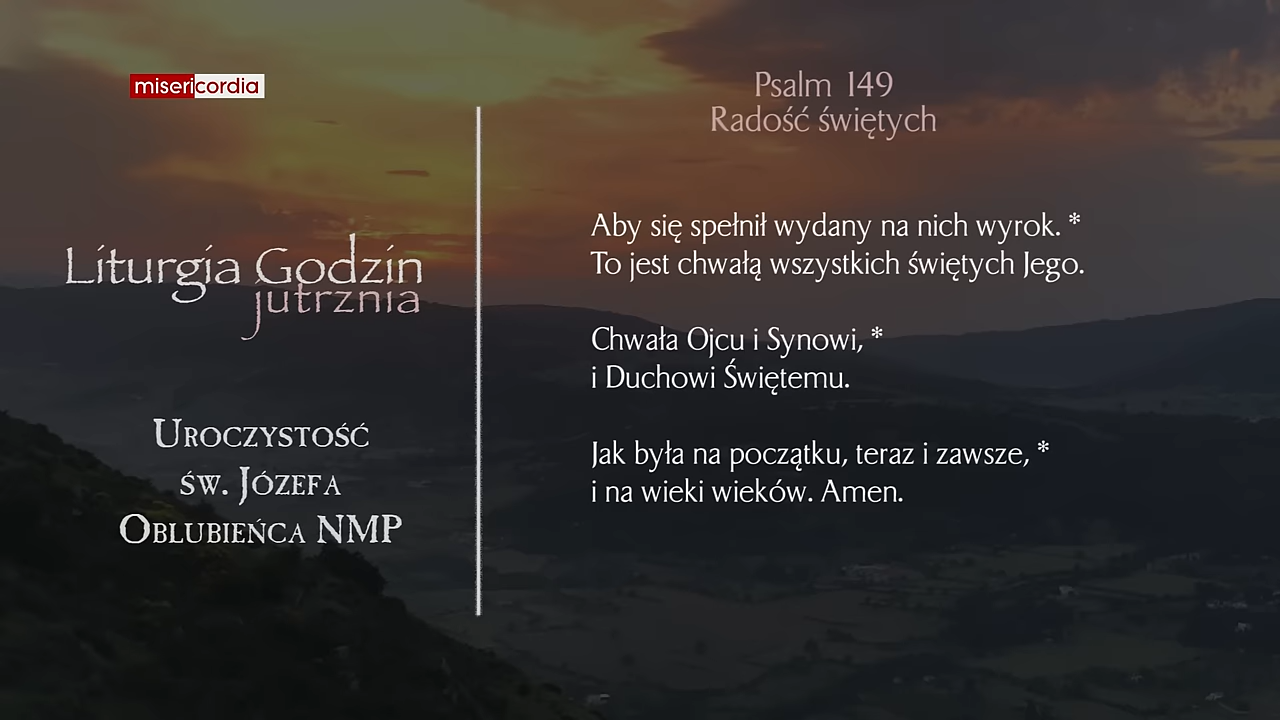 misericordia
Liturgia Godzin
jutrznia
Uroczystość
św. Józefa
Oblubieńca NMP
Psalm 149
Radość świętych
Aby się spełnił wydany na nich wyrok. *
To jest chwałą wszystkich świętych Jego.
Chwała Ojcu i Synowi, *
i Duchowi Świętemu.
Jak była na początku, teraz i zawsze, *
i na wieki wieków. Amen.